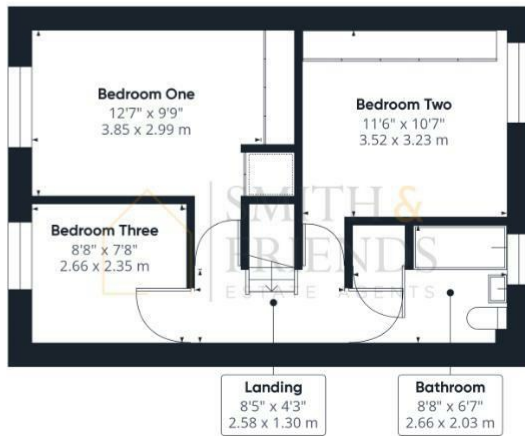 Bedroom One
12'7" x 9'9"
3.85 x 2.99 m
Bedroom Two
11'6" x 10'7"
3.52 x 3.23 m
Bedroom Three
8'8" x 7'8"
2.66 x 2.35 m
SMITH &
FRIENDS
ESTATE AGENTS
Landing
8'5" x 4'3"
2.58 x 1.30 m
Bathroom
8'8" x 6'7"
2.66 x 2.03 m